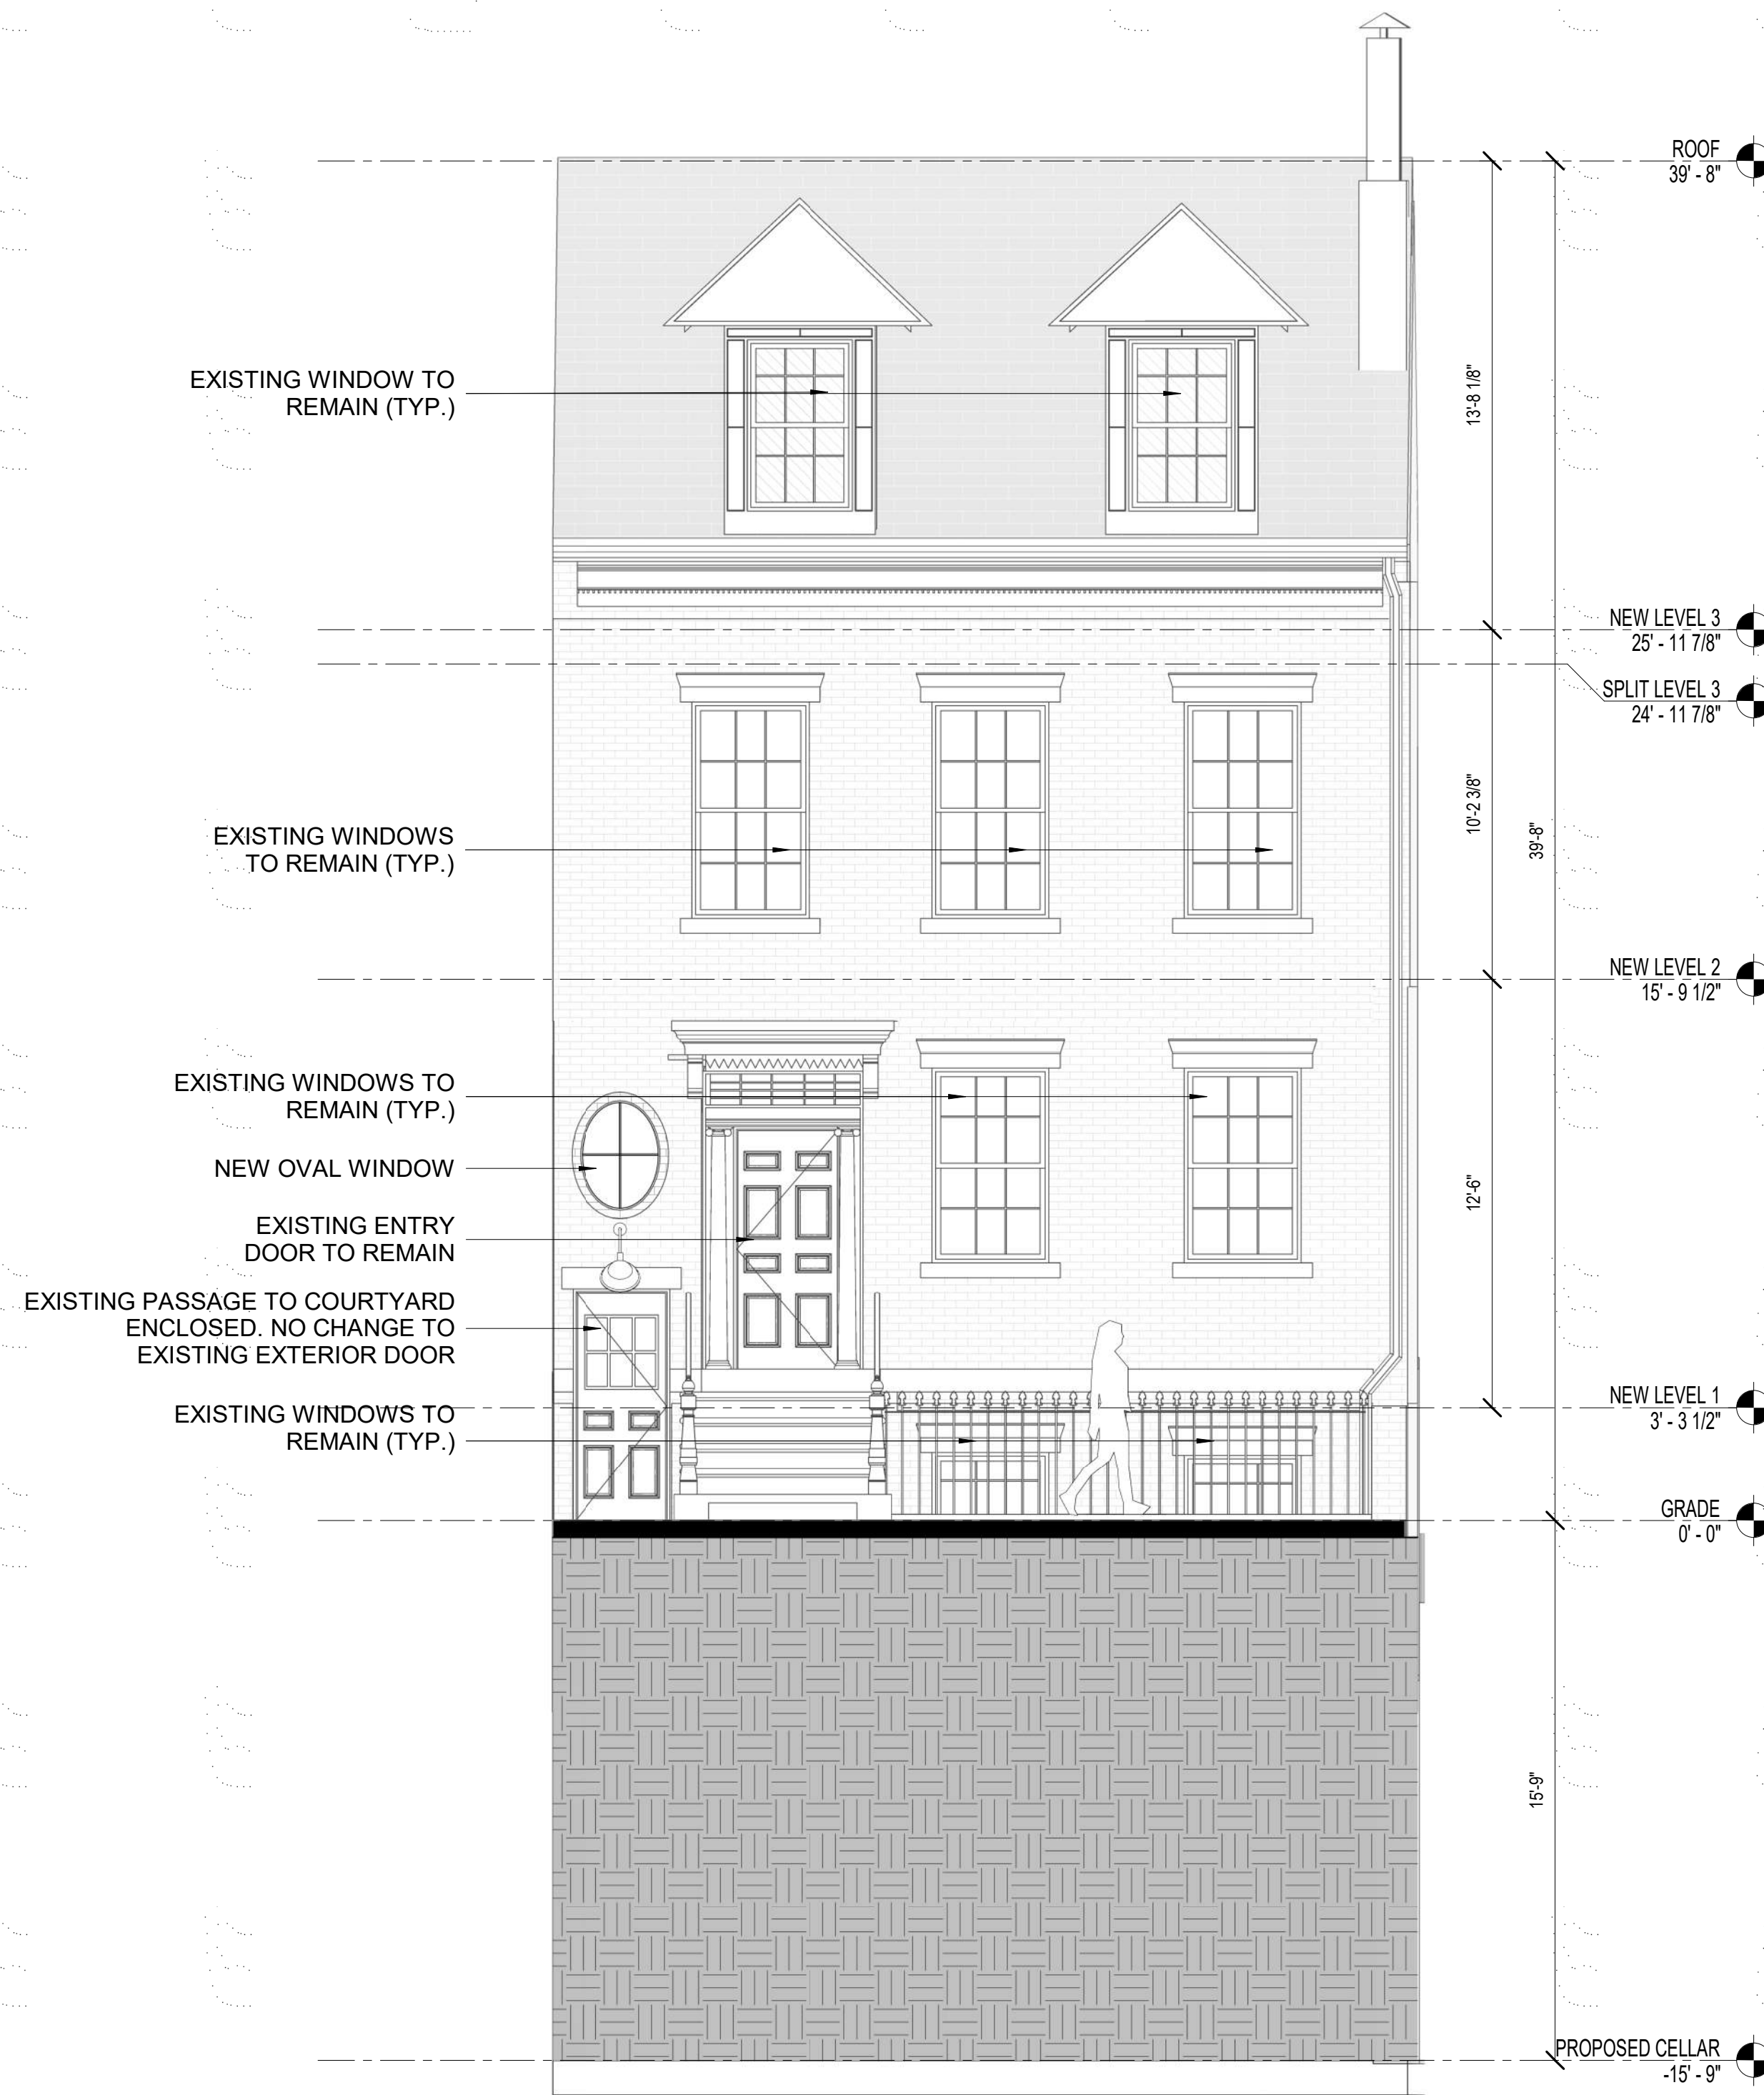 ROOF
39' - 8"
EXISTING WINDOW TO
REMAIN (TYP.)
13'-8 1/8"
NEW LEVEL 3
25' - 11 7/8"
SPLIT LEVEL 3
24' - 11 7/8"
EXISTING WINDOWS
TO REMAIN (TYP.)
10'-2 3/8"
39'-8"
NEW LEVEL 2
15' - 9 1/2"
EXISTING WINDOWS TO
REMAIN (TYP.)
NEW OVAL WINDOW
12'-6"
EXISTING ENTRY
DOOR TO REMAIN
EXISTING PASSAGE TO COURTYARD
ENCLOSED. NO CHANGE TO
EXISTING EXTERIOR DOOR
NEW LEVEL 1
3' - 3 1/2"
EXISTING WINDOWS TO
REMAIN (TYP.)
GRADE
0' - 0"
15'-9"
PROPOSED CELLAR
-15' - 9"